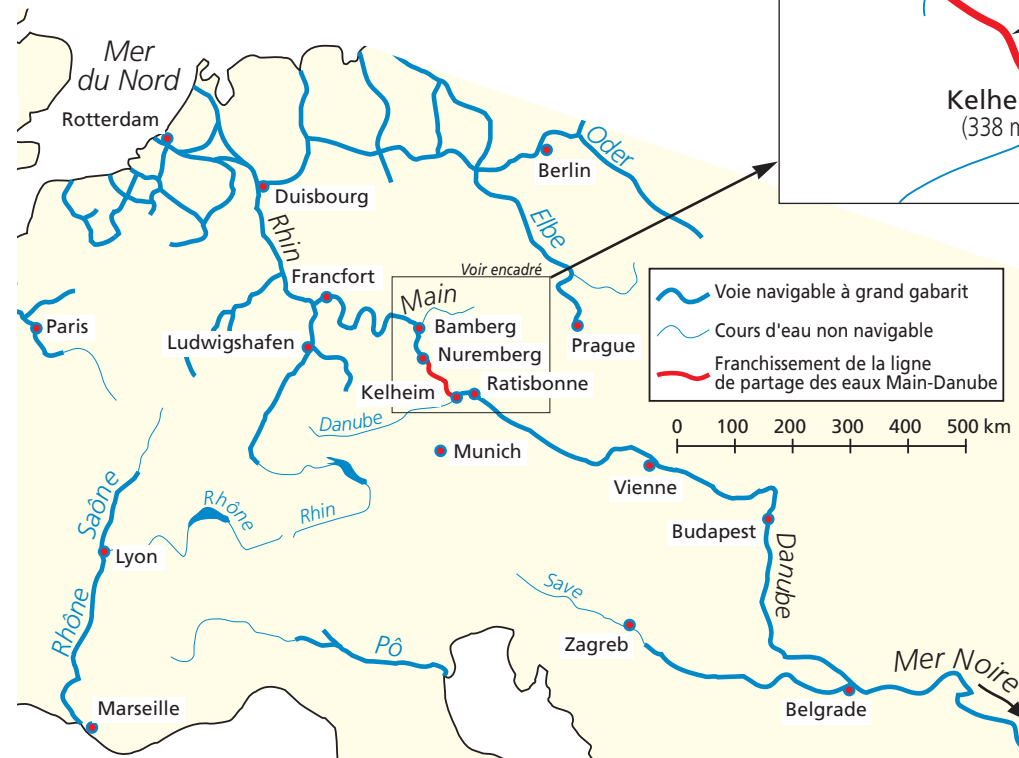 Mer
du Nord
Rotterdam
Duisbourg
Rhin
Berlin
Oder
Elbe
Kelhe
(338 m
Voir encadré
Francfort
Main
Bamberg
Nuremberg
Kelheim
Ratisbonne
Paris
Ludwigshafen
Prague
Voie navigable à grand gabarit
Cours d'eau non navigable
Franchissement de la ligne
de partage des eaux Main-Danube
0 100 200 300 400 500 km
Danube
Munich
Vienne
Saône
Rhône
Rhin
Lyon
Budapest
Danube
Rhône
Save
Zagreb
Pô
Mer Noire
Marseille
Belgrade